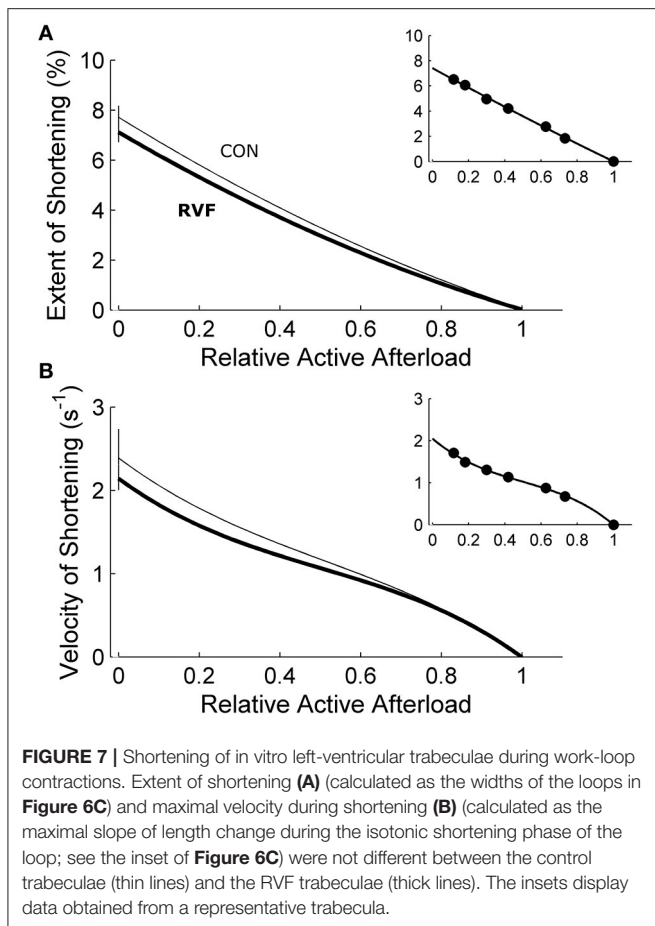 A
Extent of Shortening (%)
10
8
6
4
2
0
0 0.2 0.4 0.6 0.8 1
Relative Active Afterload
CON
RVF
10
8
6
4
2
0
0 0.2 0.4 0.6 0.8 1
B
Velocity of Shortening (s-1)
3
2
1
0
0 0.2 0.4 0.6 0.8 1
Relative Active Afterload
3
2
1
0
0 0.2 0.4 0.6 0.8 1
FIGURE 7 | Shortening of in vitro left-ventricular trabeculae during work-loop
contractions. Extent of shortening (A) (calculated as the widths of the loops in
Figure 6C) and maximal velocity during shortening (B) (calculated as the
maximal slope of length change during the isotonic shortening phase of the
loop; see the inset of Figure 6C) were not different between the control
trabeculae (thin lines) and the RVF trabeculae (thick lines). The insets display
data obtained from a representative trabecula.